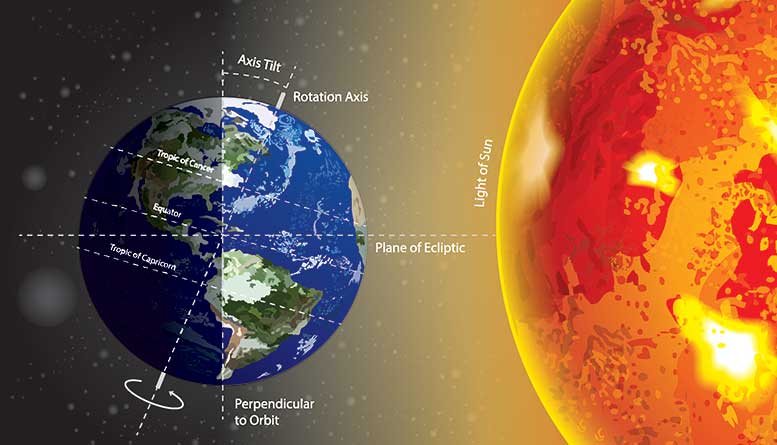 Axis Tilt
Rotation Axis
Tropic of Cancer
Equator
Tropic of Capricorn
Plane of Ecliptic
Light of Sun
Perpendicular
to Orbit